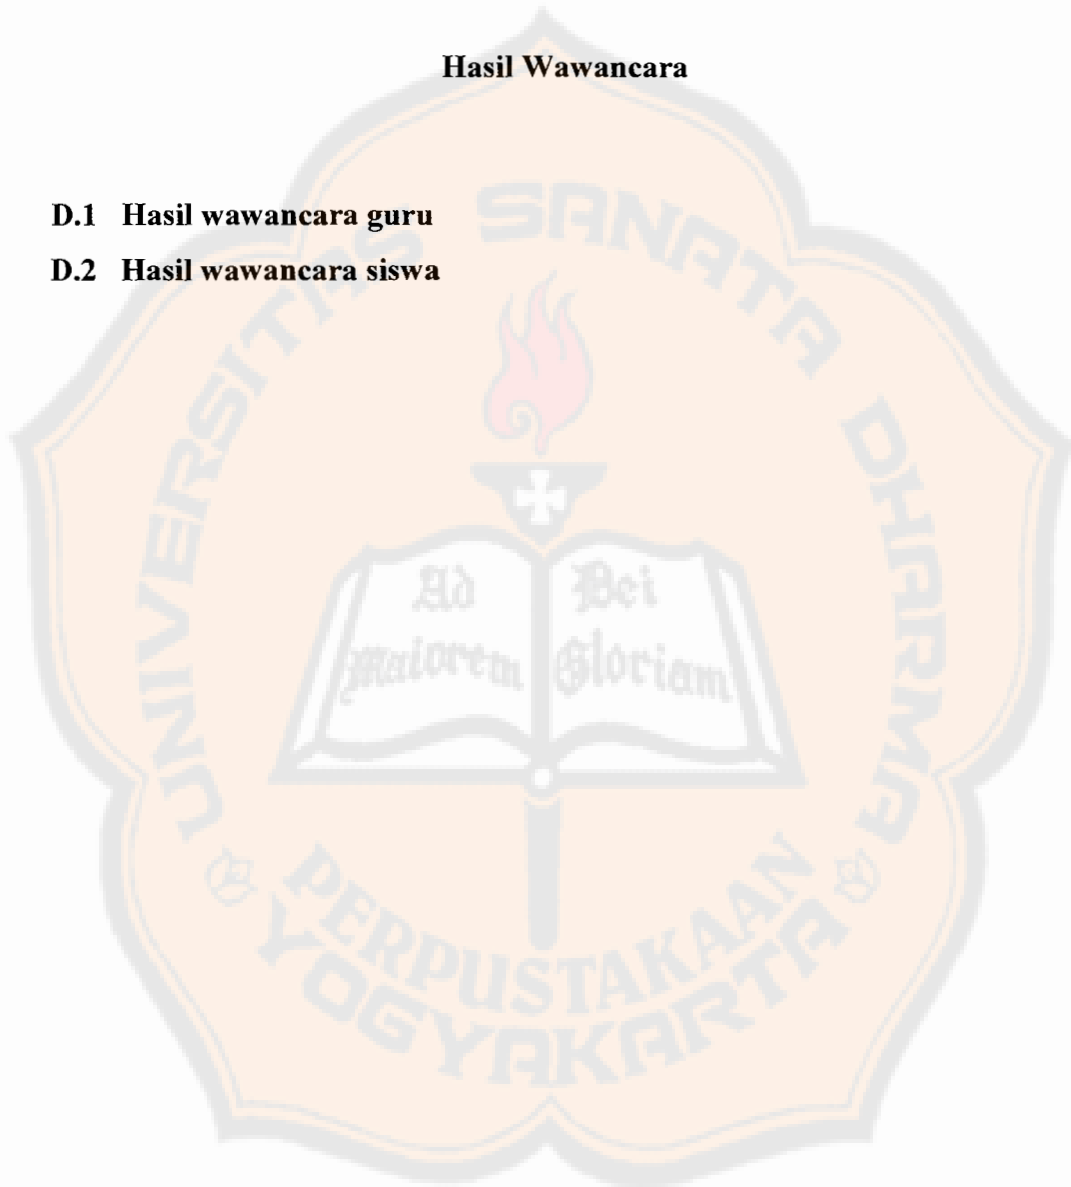 Hasil Wawancara
D.1 Hasil wawancara guru
D.2 Hasil wawancara siswa
UNIVERSITAS SANATA DHARMA
Ad Dei
maiorem Gloriam
PERPUSTAKAAN
YOGYAKARTA